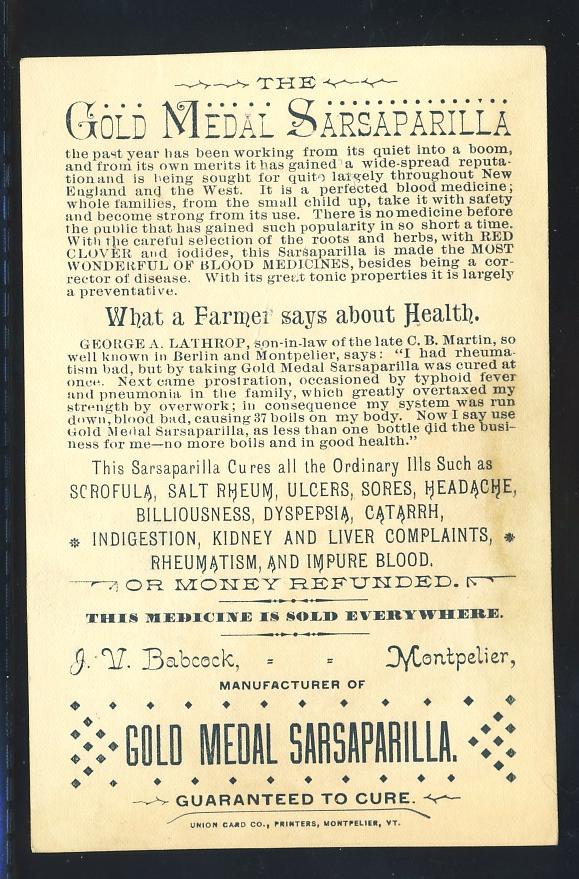 THE
GOLD MEDAL SARSAPARILLA
the past year has been working from its quiet into a boom,
and from its own merits it has gained a wide-spread reputa-
tion and is being sought for quite largely throughout New
England and the West. It is a perfected blood medicine;
whole families, from the small child up, take it with safety
and become strong from its use. There is no medicine before
the public that has gained such popularity in so short a time.
With the careful selection of the roots and herbs, with RED
CLOVER and iodides, this Sarsaparilla is made the MOST
WONDERFUL OF BLOOD MEDICINES, besides being a cor-
rector of disease. With its great tonic properties it is largely
a preventative.
What a Farmer says about Health.
GEORGE A. LATHROP, son-in-law of the late C. B. Martin, so
well known in Berlin and Montpelier, says: "I had rheuma-
tism bad, but by taking Gold Medal Sarsaparilla was cured at
once. Next came prostration, occasioned by typhoid fever
and pneumonia in the family, which greatly overtaxed my
strength by overwork; in consequence my system was run
down, blood bad, causing 37 boils on my body. Now I say use
Gold Medal Sarsaparilla, as less than one bottle did the busi-
ness for me—no more boils and in good health."
This Sarsaparilla Cures all the Ordinary Ills Such as
SCROFULA, SALT RHEUM, ULCERS, SORES, HEADACHE,
BILLIOUSNESS, DYSPEPSIA, CATARRH,
INDIGESTION, KIDNEY AND LIVER COMPLAINTS,
RHEUMATISM, AND IMPURE BLOOD.
OR MONEY REFUNDED.
THIS MEDICINE IS SOLD EVERYWHERE.
J. V. Babcock, = = Montpelier,
MANUFACTURER OF
GOLD MEDAL SARSAPARILLA.
GUARANTEED TO CURE.
UNION CARD CO., PRINTERS, MONTPELIER, VT.